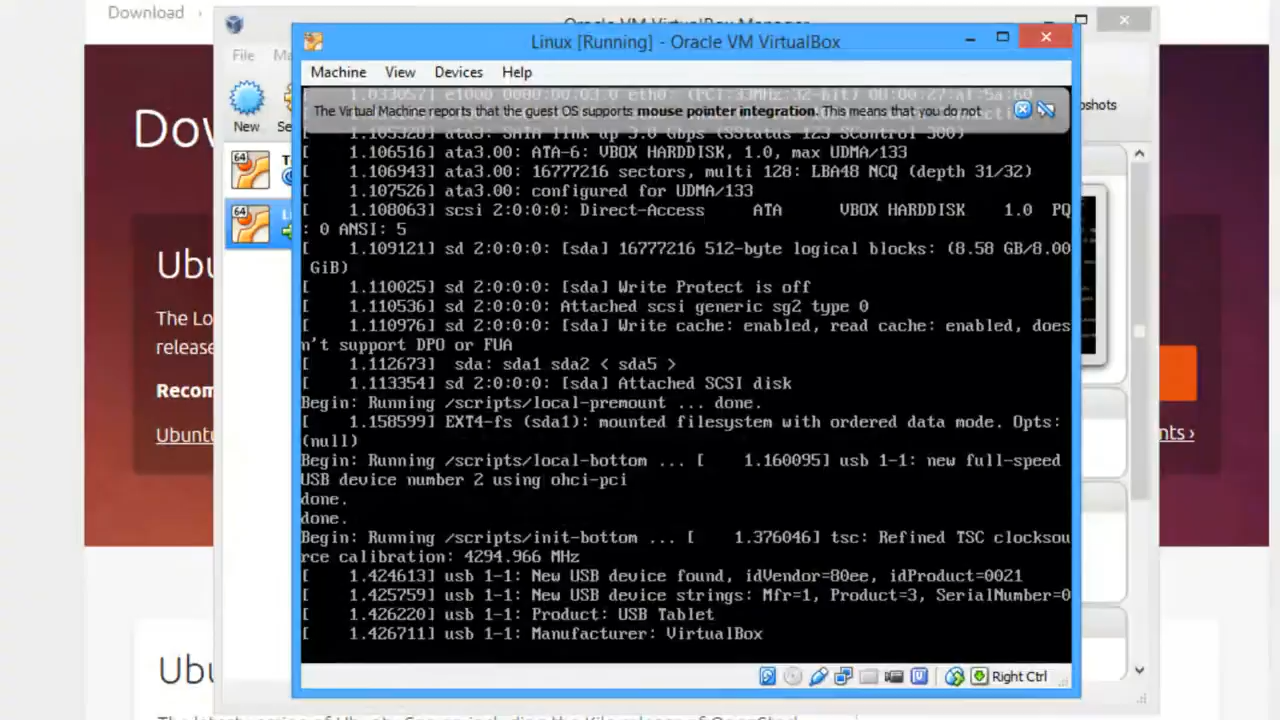 Download
Oracle VM VirtualBox Manager
Linux [Running] - Oracle VM VirtualBox
File
Machine View Devices Help
New
The Virtual Machine reports that the guest OS supports mouse pointer integration. This means that you do not
[ 1.106516] ata3.00: ATA-6: VBOX HARDDISK, 1.0, max UDMA/133
[ 1.106943] ata3.00: 16777216 sectors, multi 128: LBA48 NCQ (depth 31/32)
[ 1.107526] ata3.00: configured for UDMA/133
[ 1.108063] scsi 2:0:0:0: Direct-Access ATA VBOX HARDDISK 1.0 PQ
: 0 ANSI: 5
[ 1.109121] sd 2:0:0:0: [sda] 16777216 512-byte logical blocks: (8.58 GB/8.00
GiB)
[ 1.110025] sd 2:0:0:0: [sda] Write Protect is off
[ 1.110536] sd 2:0:0:0: Attached scsi generic sg2 type 0
[ 1.110976] sd 2:0:0:0: [sda] Write cache: enabled, read cache: enabled, does
n't support DPO or FUA
[ 1.112673] sda: sda1 sda2 < sda5 >
[ 1.113354] sd 2:0:0:0: [sda] Attached SCSI disk
Begin: Running /scripts/local-premount ... done.
[ 1.158599] EXT4-fs (sda1): mounted filesystem with ordered data mode. Opts:
(null)
Begin: Running /scripts/local-bottom ... [ 1.160095] usb 1-1: new full-speed
USB device number 2 using ohci-pci
done.
done.
Begin: Running /scripts/init-bottom ... [ 1.376046] tsc: Refined TSC clocksou
rce calibration: 4294.966 MHz
[ 1.424613] usb 1-1: New USB device found, idVendor=80ee, idProduct=0021
[ 1.425759] usb 1-1: New USB device strings: Mfr=1, Product=3, SerialNumber=0
[ 1.426220] usb 1-1: Product: USB Tablet
[ 1.426711] usb 1-1: Manufacturer: VirtualBox
Right Ctrl
64
64
Dow
Ubu
The Lo
release
Recom
Ubuntu
nts ›
Ubu